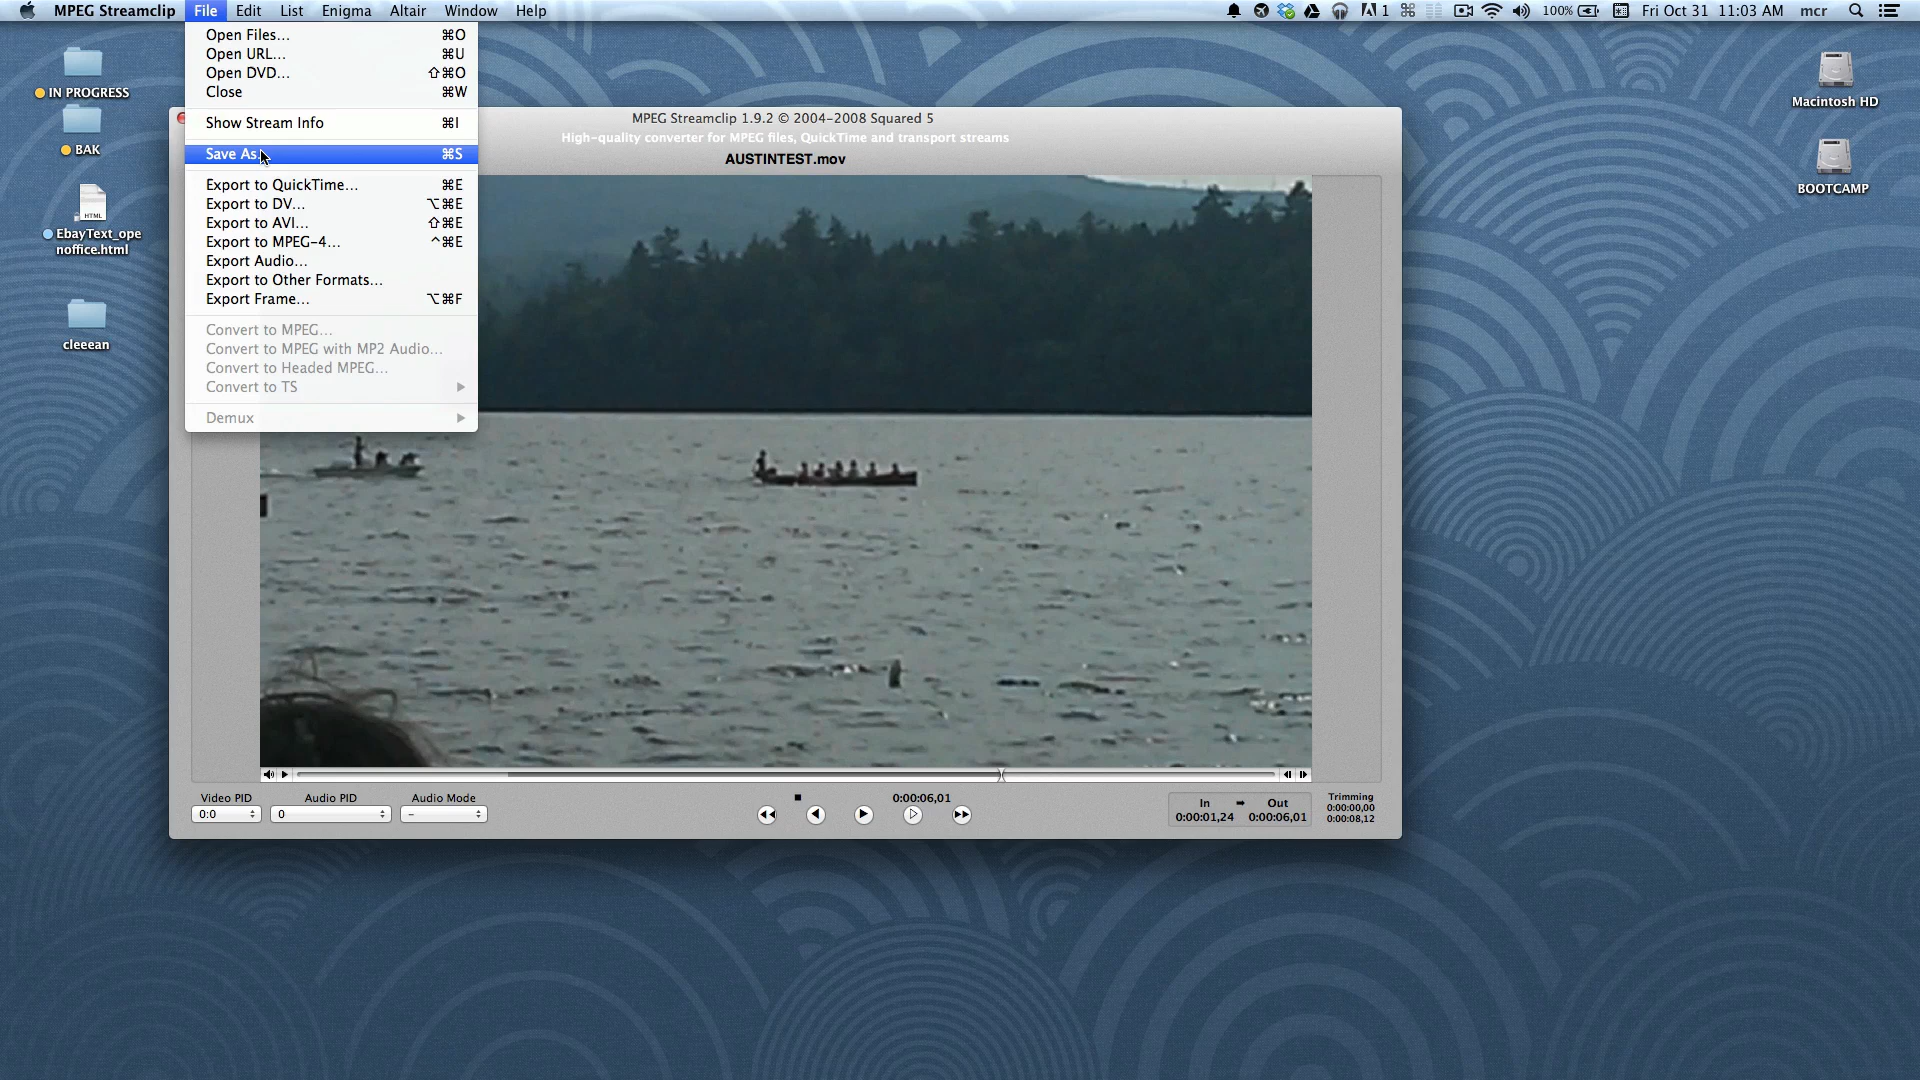 MPEG Streamclip File Edit List Enigma Altair Window Help 1 100% Fri Oct 31 11:03 AM mcr
Open Files... ⌘O
Open URL... ⌘U
Open DVD... ⇧⌘O
Close ⌘W
Show Stream Info ⌘I
Save As ⌘S
Export to QuickTime... ⌘E
Export to DV... ⌥⌘E
Export to AVI... ⇧⌘E
Export to MPEG-4... ^⌘E
Export Audio...
Export to Other Formats...
Export Frame... ⌥⌘F
Convert to MPEG...
Convert to MPEG with MP2 Audio...
Convert to Headed MPEG...
Convert to TS
Demux
MPEG Streamclip 1.9.2 © 2004-2008 Squared 5
High-quality converter for MPEG files, QuickTime and transport streams
AUSTINTEST.mov
IN PROGRESS
BAK
HTML
EbayText_ope
noffice.html
cleeean
Macintosh HD
BOOTCAMP
Video PID Audio PID Audio Mode
0:0 0 –
0:00:06,01
In Out
0:00:01,24 0:00:06,01
Trimming
0:00:00,00
0:00:08,12